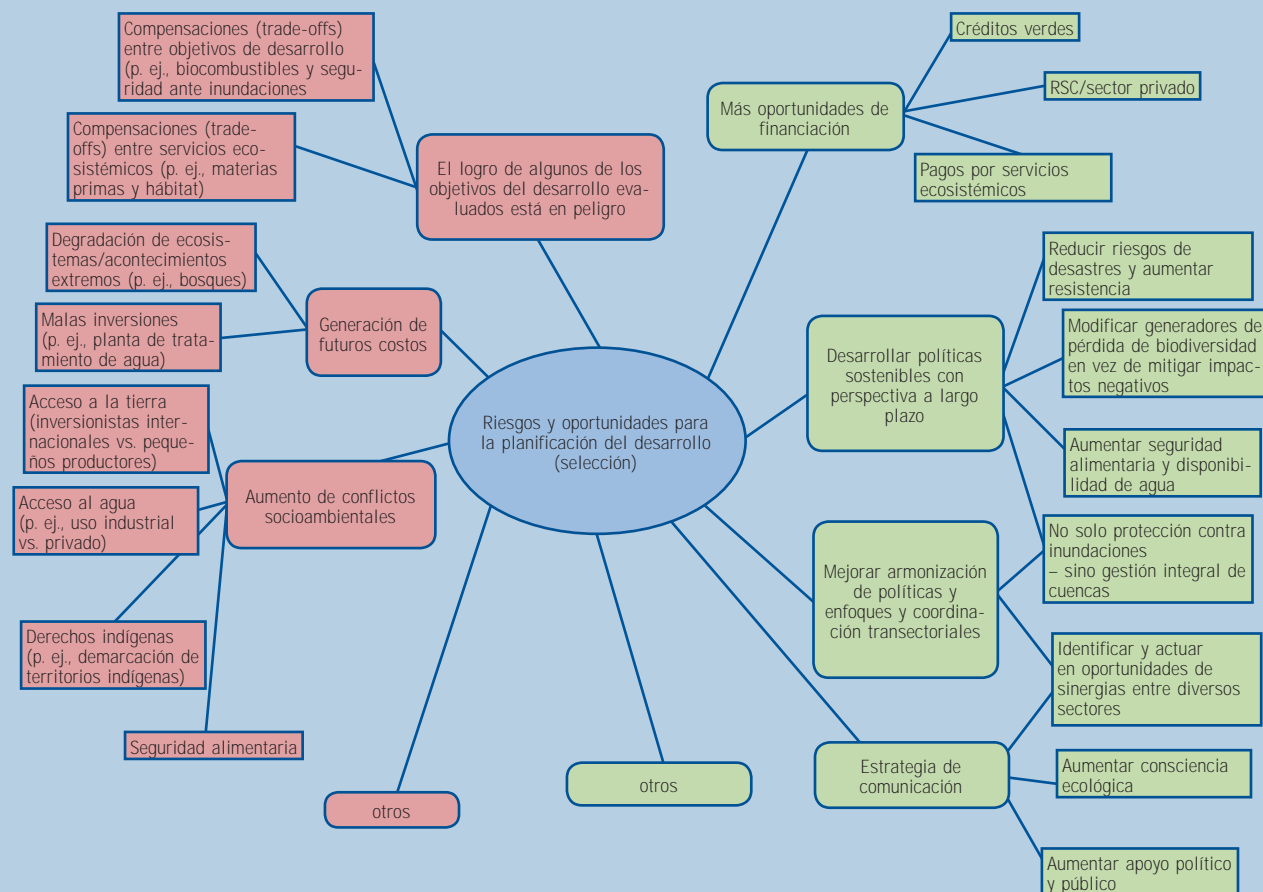 Compensaciones (trade-offs)
entre objetivos de desarrollo
(p. ej., biocombustibles y segu-
ridad ante inundaciones
Compensaciones (trade-
offs) entre servicios eco-
sistémicos (p. ej., materias
primas y hábitat)
El logro de algunos de los
objetivos del desarrollo eva-
luados está en peligro
Degradación de ecosis-
temas/acontecimientos
extremos (p. ej., bosques)
Malas inversiones
(p. ej., planta de trata-
miento de agua)
Generación de
futuros costos
Acceso a la tierra
(inversionistas inter-
nacionales vs. peque-
ños productores)
Acceso al agua
(p. ej., uso industrial
vs. privado)
Aumento de conflictos
socioambientales
Derechos indígenas
(p. ej., demarcación de
territorios indígenas)
Seguridad alimentaria
otros
Riesgos y oportunidades para
la planificación del desarrollo
(selección)
otros
Más oportunidades de
financiación
Créditos verdes
RSC/sector privado
Pagos por servicios
ecosistémicos
Desarrollar políticas
sostenibles con
perspectiva a largo
plazo
Reducir riesgos de
desastres y aumentar
resistencia
Modificar generadores de
pérdida de biodiversidad
en vez de mitigar impac-
tos negativos
Aumentar seguridad
alimentaria y disponibi-
lidad de agua
No solo protección contra
inundaciones
– sino gestión integral de
cuencas
Mejorar armonización
de políticas y
enfoques y coordina-
ción transectoriales
Identificar y actuar
en oportunidades de
sinergias entre diversos
sectores
Estrategia de
comunicación
Aumentar consciencia
ecológica
Aumentar apoyo político
y público